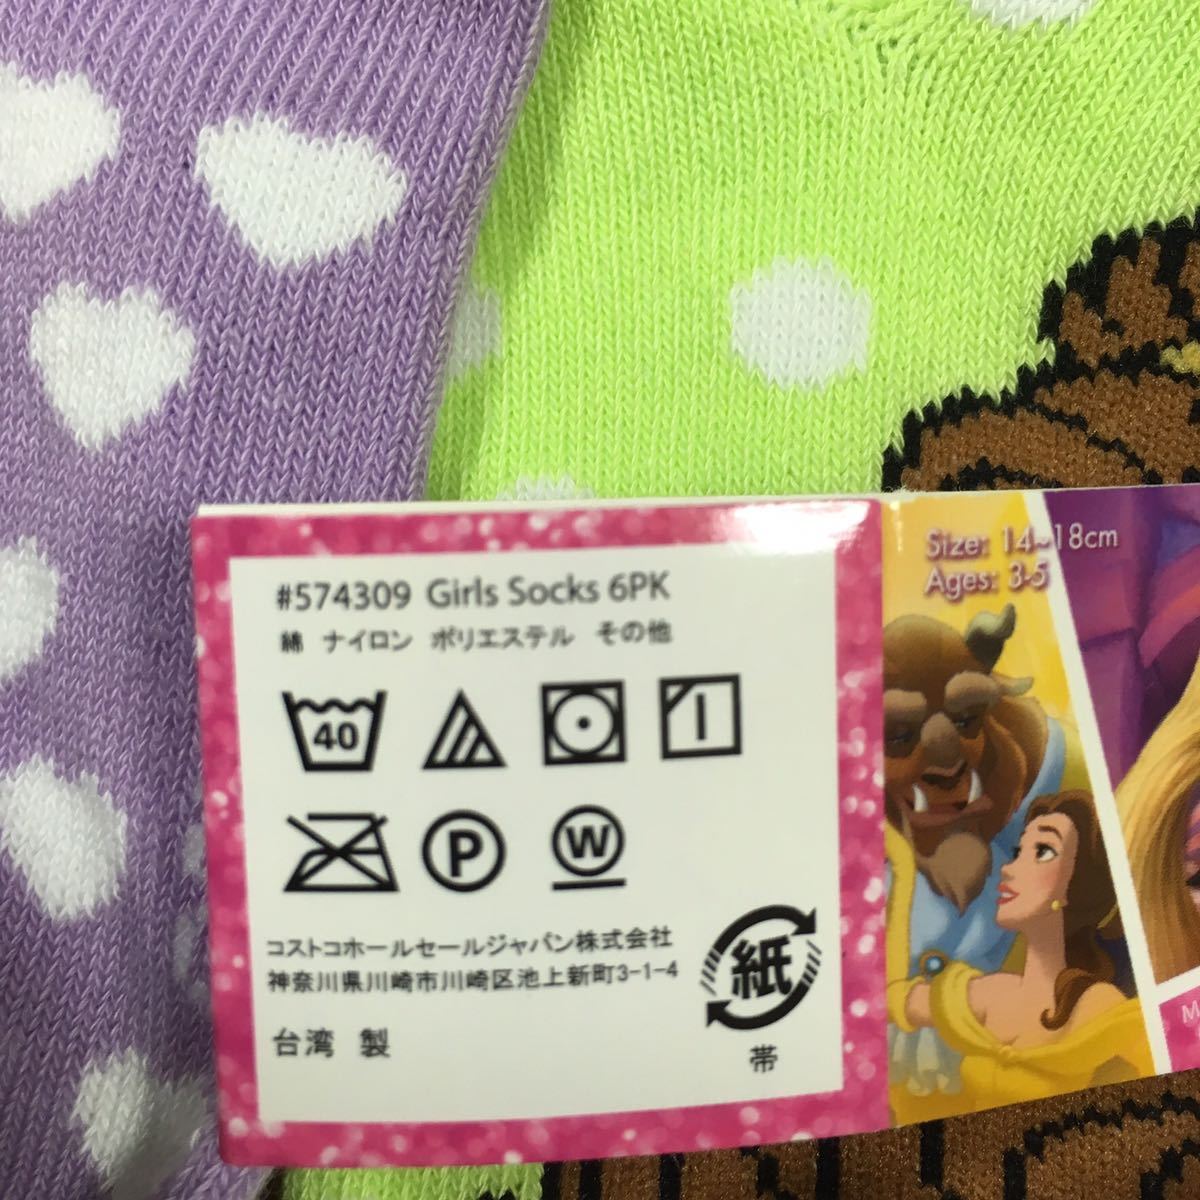 #574309 Girls Socks 6PK
綿 ナイロン ポリエステル その他
40
P
W
コストコホールセールジャパン株式会社
神奈川県川崎市川崎区池上新町3-1-4
台湾 製
紙
帯
Size: 14~18cm
Ages: 3-5